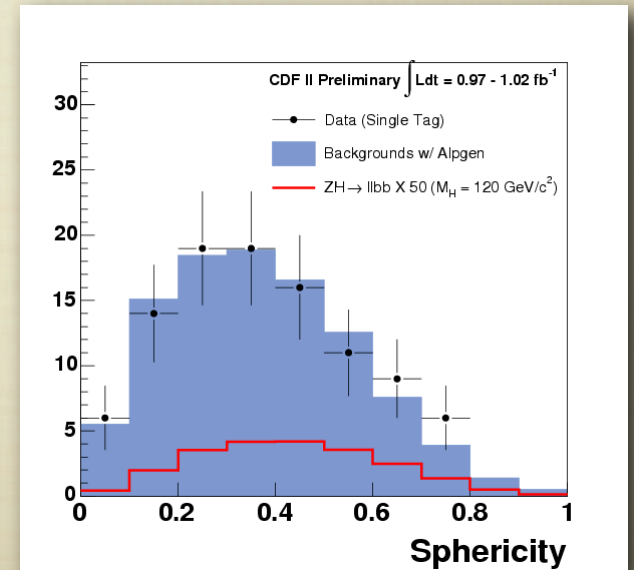 CDF II Preliminary ∫ Ldt = 0.97 - 1.02 fb⁻¹
Data (Single Tag)
Backgrounds w/ Alpgen
ZH→ llbb X 50 (M_H = 120 GeV/c²)
30
25
20
15
10
5
0
0 0.2 0.4 0.6 0.8 1
Sphericity